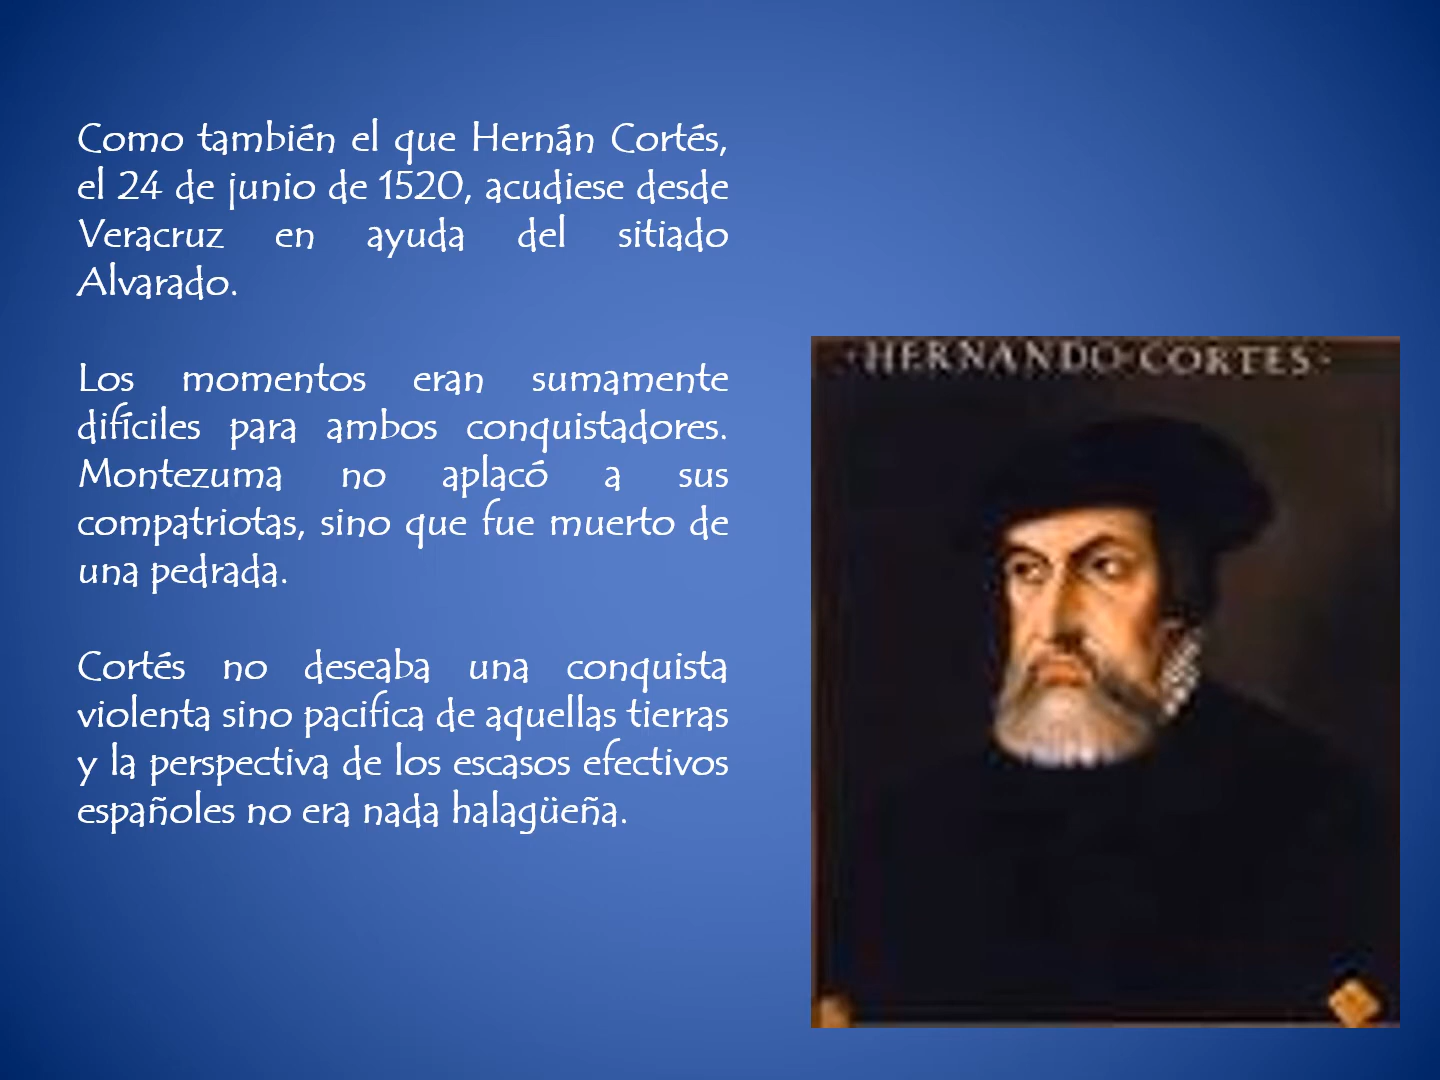 Como también el que Hernán Cortés,
el 24 de junio de 1520, acudiese desde
Veracruz en ayuda del sitiado
Alvarado.
Los momentos eran sumamente
difíciles para ambos conquistadores.
Montezuma no aplacó a sus
compatriotas, sino que fue muerto de
una pedrada.
Cortés no deseaba una conquista
violenta sino pacifica de aquellas tierras
y la perspectiva de los escasos efectivos
españoles no era nada halagüeña.
·HERNANDO·CORTES·